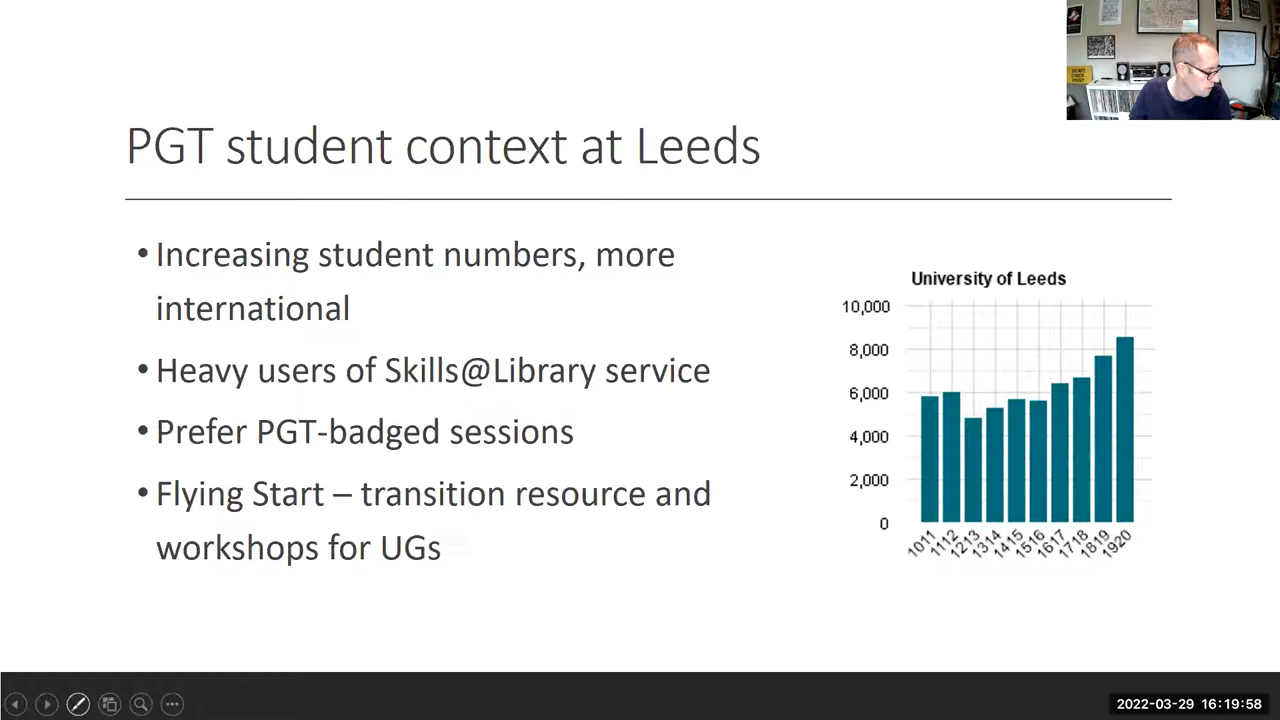 PGT student context at Leeds
•Increasing student numbers, more
international
•Heavy users of Skills@Library service
•Prefer PGT-badged sessions
•Flying Start – transition resource and
workshops for UGs
University of Leeds
10,000
8,000
6,000
4,000
2,000
0
1011
1112
1213
1314
1415
1516
1617
1718
1819
1920
2022-03-29 16:19:58